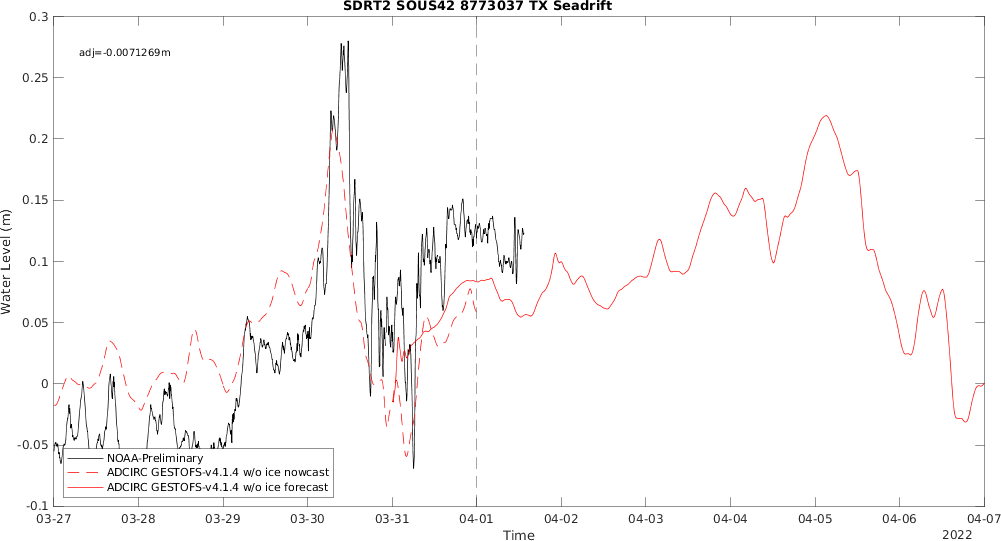 SDRT2 SOUS42 8773037 TX Seadrift
adj=-0.0071269m
0.3
0.25
0.2
0.15
0.1
0.05
0
-0.05
-0.1
Water Level (m)
NOAA-Preliminary
ADCIRC GESTOFS-v4.1.4 w/o ice nowcast
ADCIRC GESTOFS-v4.1.4 w/o ice forecast
03-27 03-28 03-29 03-30 03-31 04-01 04-02 04-03 04-04 04-05 04-06 04-07
Time
2022